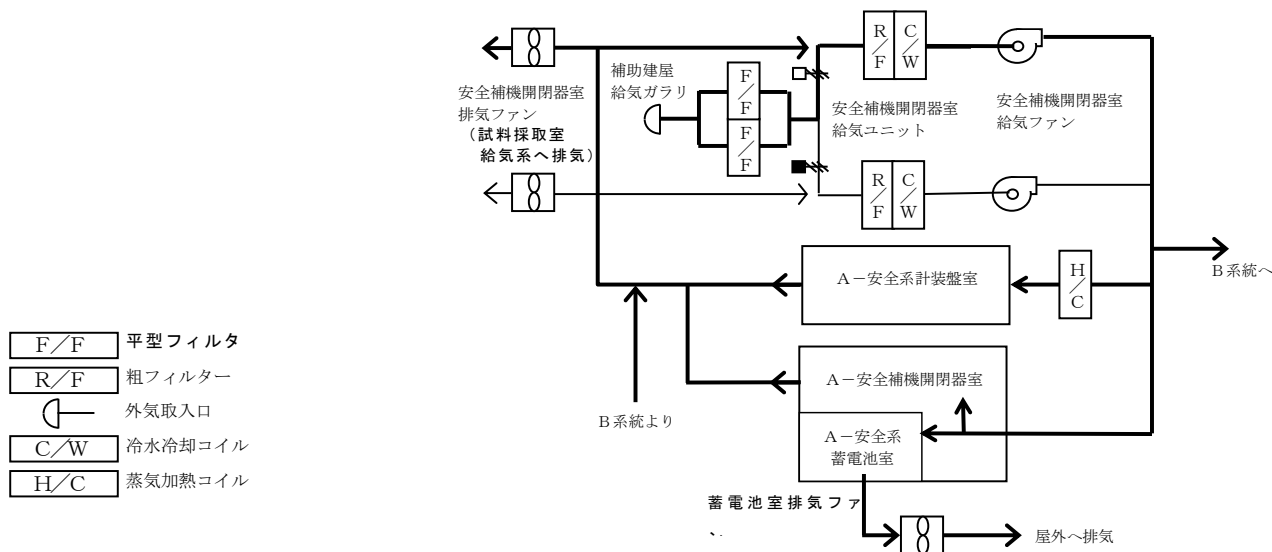 R/F
C/W
補助建屋
給気ガラリ
F/F
F/F
安全補機開閉器室
排気ファン
（試料採取室
給気系へ排気）
安全補機開閉器室
給気ユニット
安全補機開閉器室
給気ファン
R/F
C/W
B系統へ
A－安全系計装盤室
H/C
A－安全補機開閉器室
B系統より
A－安全系
蓄電池室
蓄電池室排気ファ
ン
屋外へ排気
F/F 平型フィルタ
R/F 粗フィルター
外気取入口
C/W 冷水冷却コイル
H/C 蒸気加熱コイル